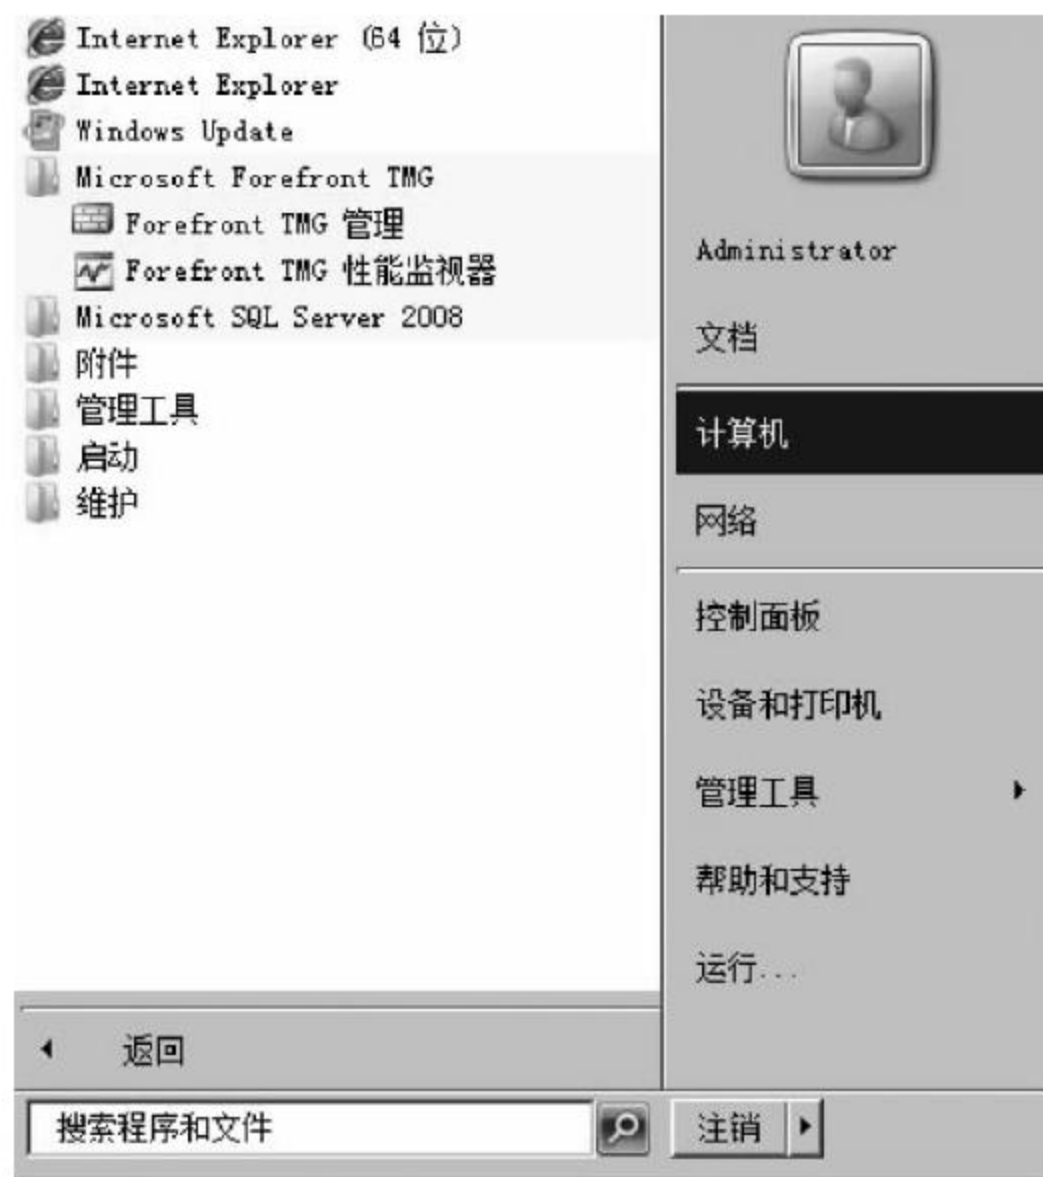 Internet Explorer (64 位)
Internet Explorer
Windows Update
Microsoft Forefront TMG
Forefront TMG 管理
Forefront TMG 性能监视器
Microsoft SQL Server 2008
附件
管理工具
启动
维护
返回
搜索程序和文件
Administrator
文档
计算机
网络
控制面板
设备和打印机
管理工具
帮助和支持
运行...
注销